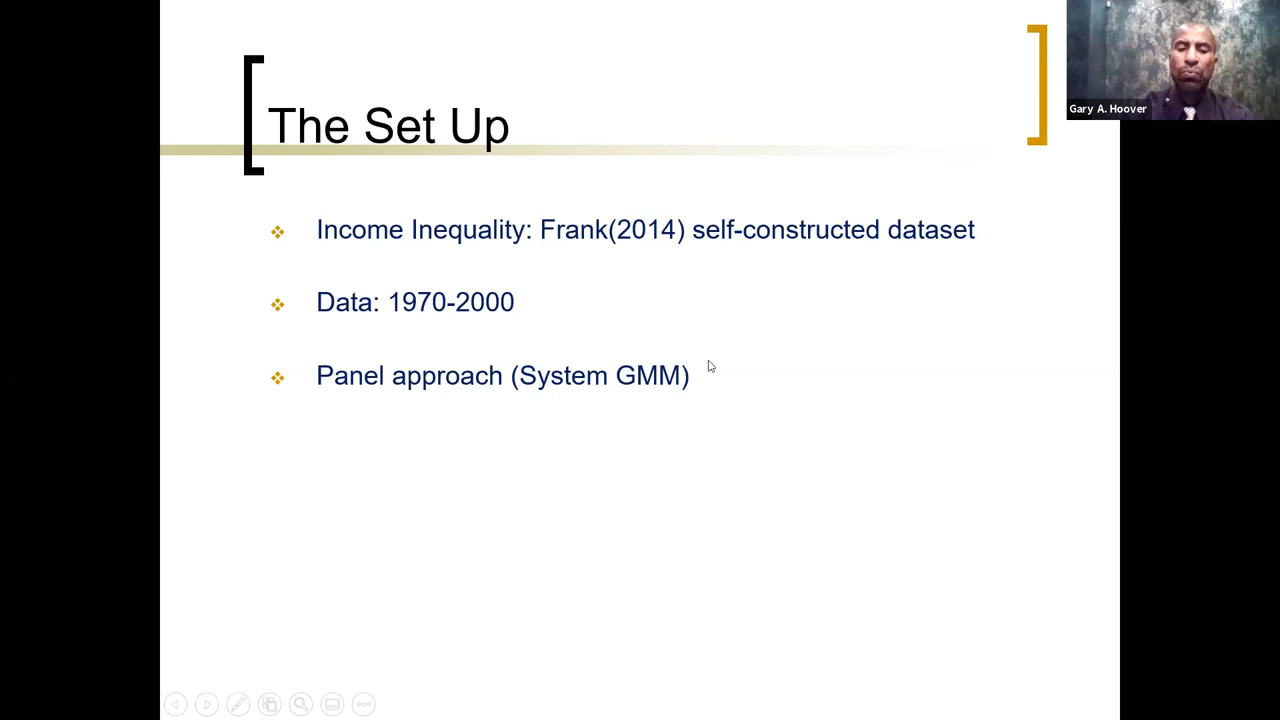 The Set Up
Income Inequality: Frank(2014) self-constructed dataset
Data: 1970-2000
Panel approach (System GMM)
Gary A. Hoover